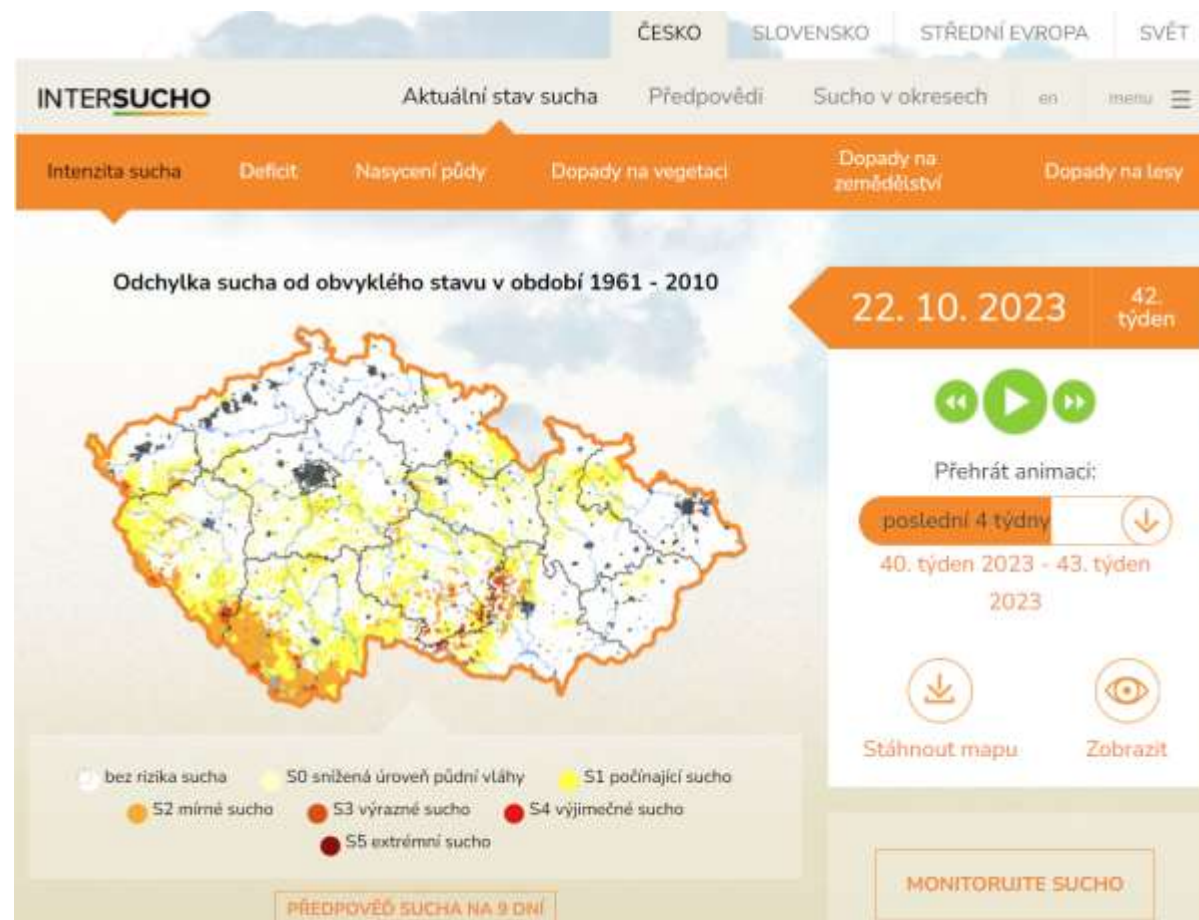 ČESKO SLOVENSKO STŘEDNÍ EVROPA SVĚT
INTERSUCHO Aktuální stav sucha Předpovědi Sucho v okresech en menu
Intenzita sucha Deficit Nasycení půdy Dopady na vegetaci Dopady na zemědělství Dopady na lesy
Odchylka sucha od obvyklého stavu v období 1961 - 2010
22. 10. 2023 42. týden
Přehrát animaci:
poslední 4 týdny
40. týden 2023 - 43. týden
2023
Stáhnout mapu Zobrazit
bez rizika sucha S0 snížená úroveň půdní vláhy S1 počínající sucho
S2 mírné sucho S3 výrazné sucho S4 výjimečné sucho
S5 extrémní sucho
MONITORUJTE SUCHO
PŘEDPOVĚĎ SUCHA NA 9 DNÍ